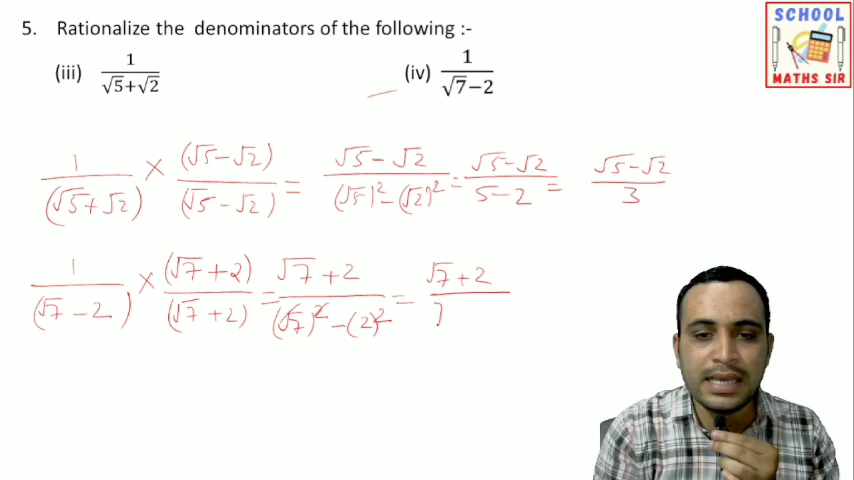 5. Rationalize the denominators of the following :-
(iii) 1/(√5+√2) (iv) 1/(√7−2)
SCHOOL
MATHS SIR
1/(√5+√2) × (√5−√2)/(√5−√2) = (√5−√2)/((√5)²−(√2)²) = (√5−√2)/(5−2) = (√5−√2)/3
1/(√7−2) × (√7+2)/(√7+2) = (√7+2)/((√7)²−(2)²) = (√7+2)/7